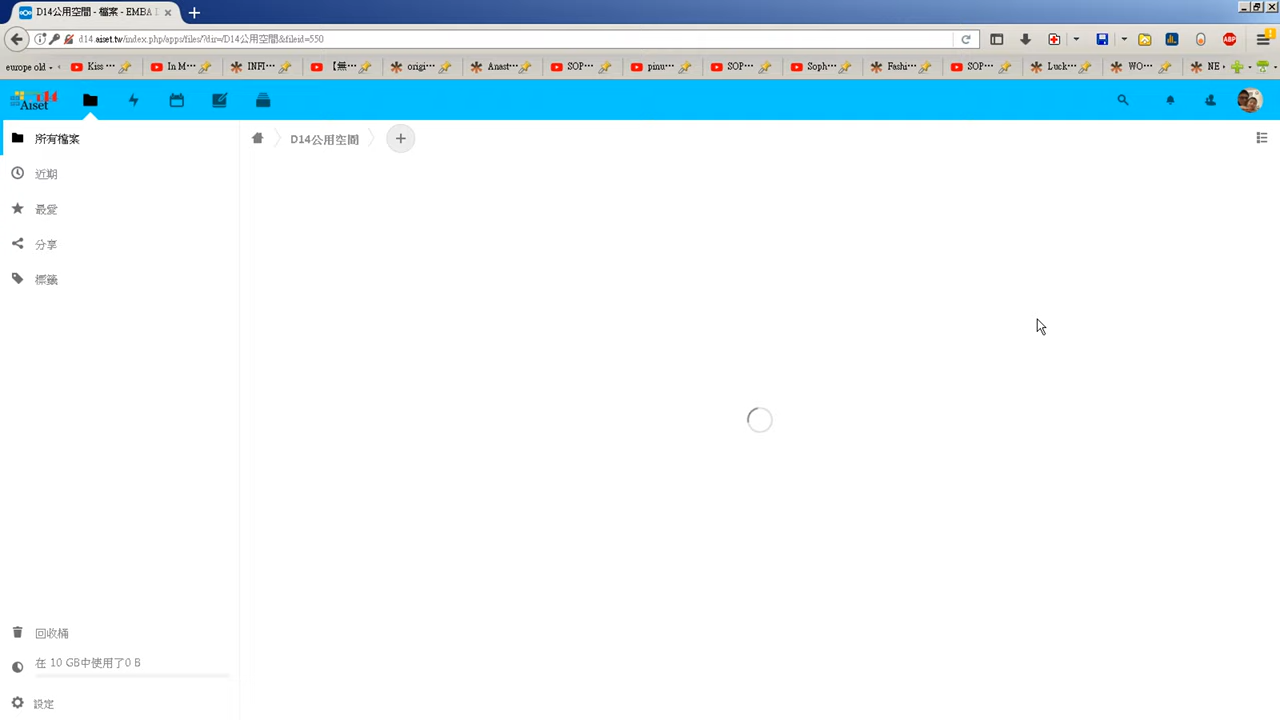 D14公用空間 - 檔案 - EMBA
d14.aiset.tw/index.php/apps/files/?dir=/D14公用空間&fileid=550
europe old
Kiss ···
In M···
INFI···
【無···
origi···
Anast···
SOP···
pinu···
SOP···
Soph···
Fashi···
SOP···
Luck···
WO···
NE
ABP
Aiset
所有檔案
D14公用空間
近期
最愛
分享
標籤
回收桶
在 10 GB中使用了0 B
設定